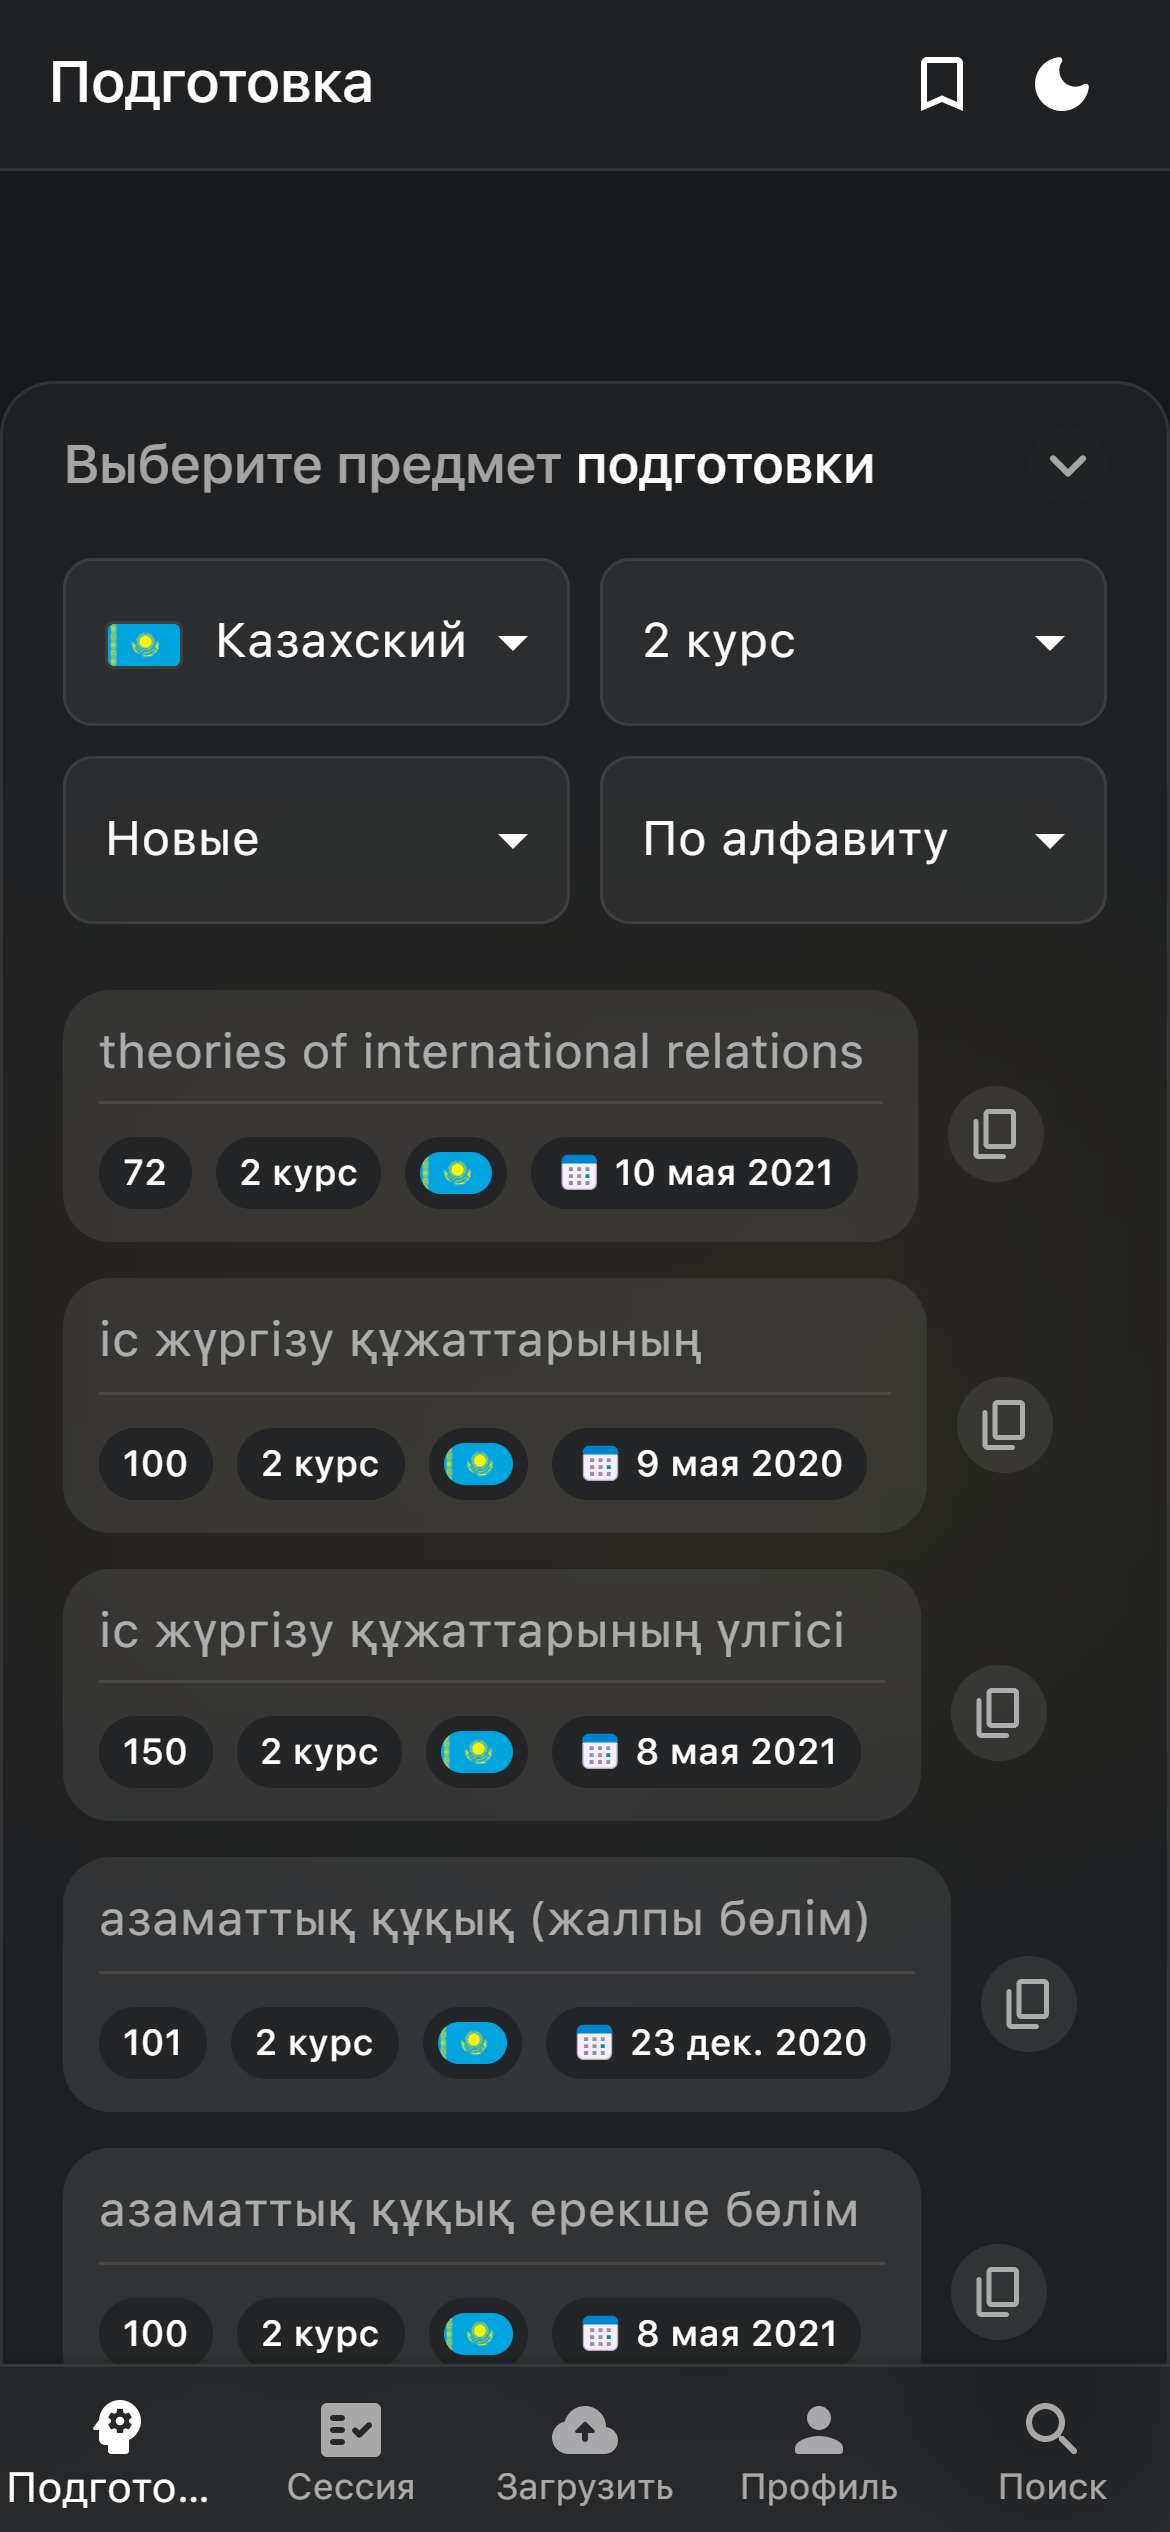 Подготовка
Выберите предмет подготовки
Казахский
2 курс
Новые
По алфавиту
theories of international relations
72 2 курс 10 мая 2021
іс жүргізу құжаттарының
100 2 курс 9 мая 2020
іс жүргізу құжаттарының үлгісі
150 2 курс 8 мая 2021
азаматтық құқық (жалпы бөлім)
101 2 курс 23 дек. 2020
азаматтық құқық ерекше бөлім
100 2 курс 8 мая 2021
Подгото...
Сессия
Загрузить
Профиль
Поиск